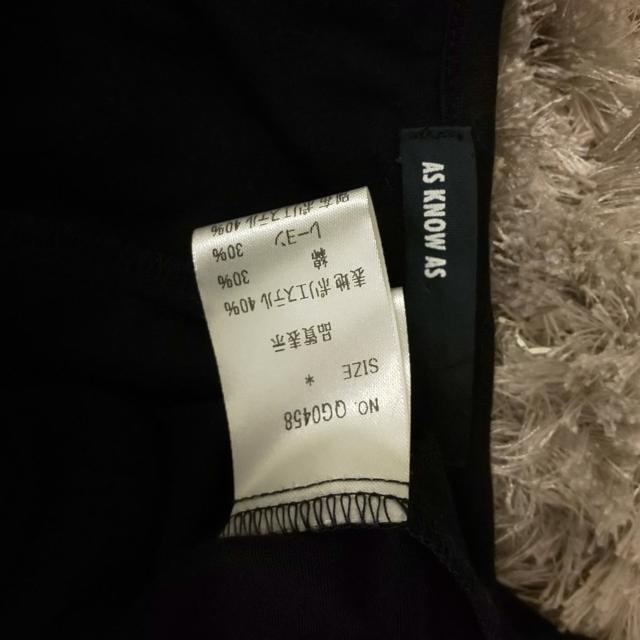 AS KNOW AS
NO. QG0458
SIZE *
品質表示
表地 ポリエステル 40%
綿 30%
レーヨン 30%
別布 ポリエステル 40%